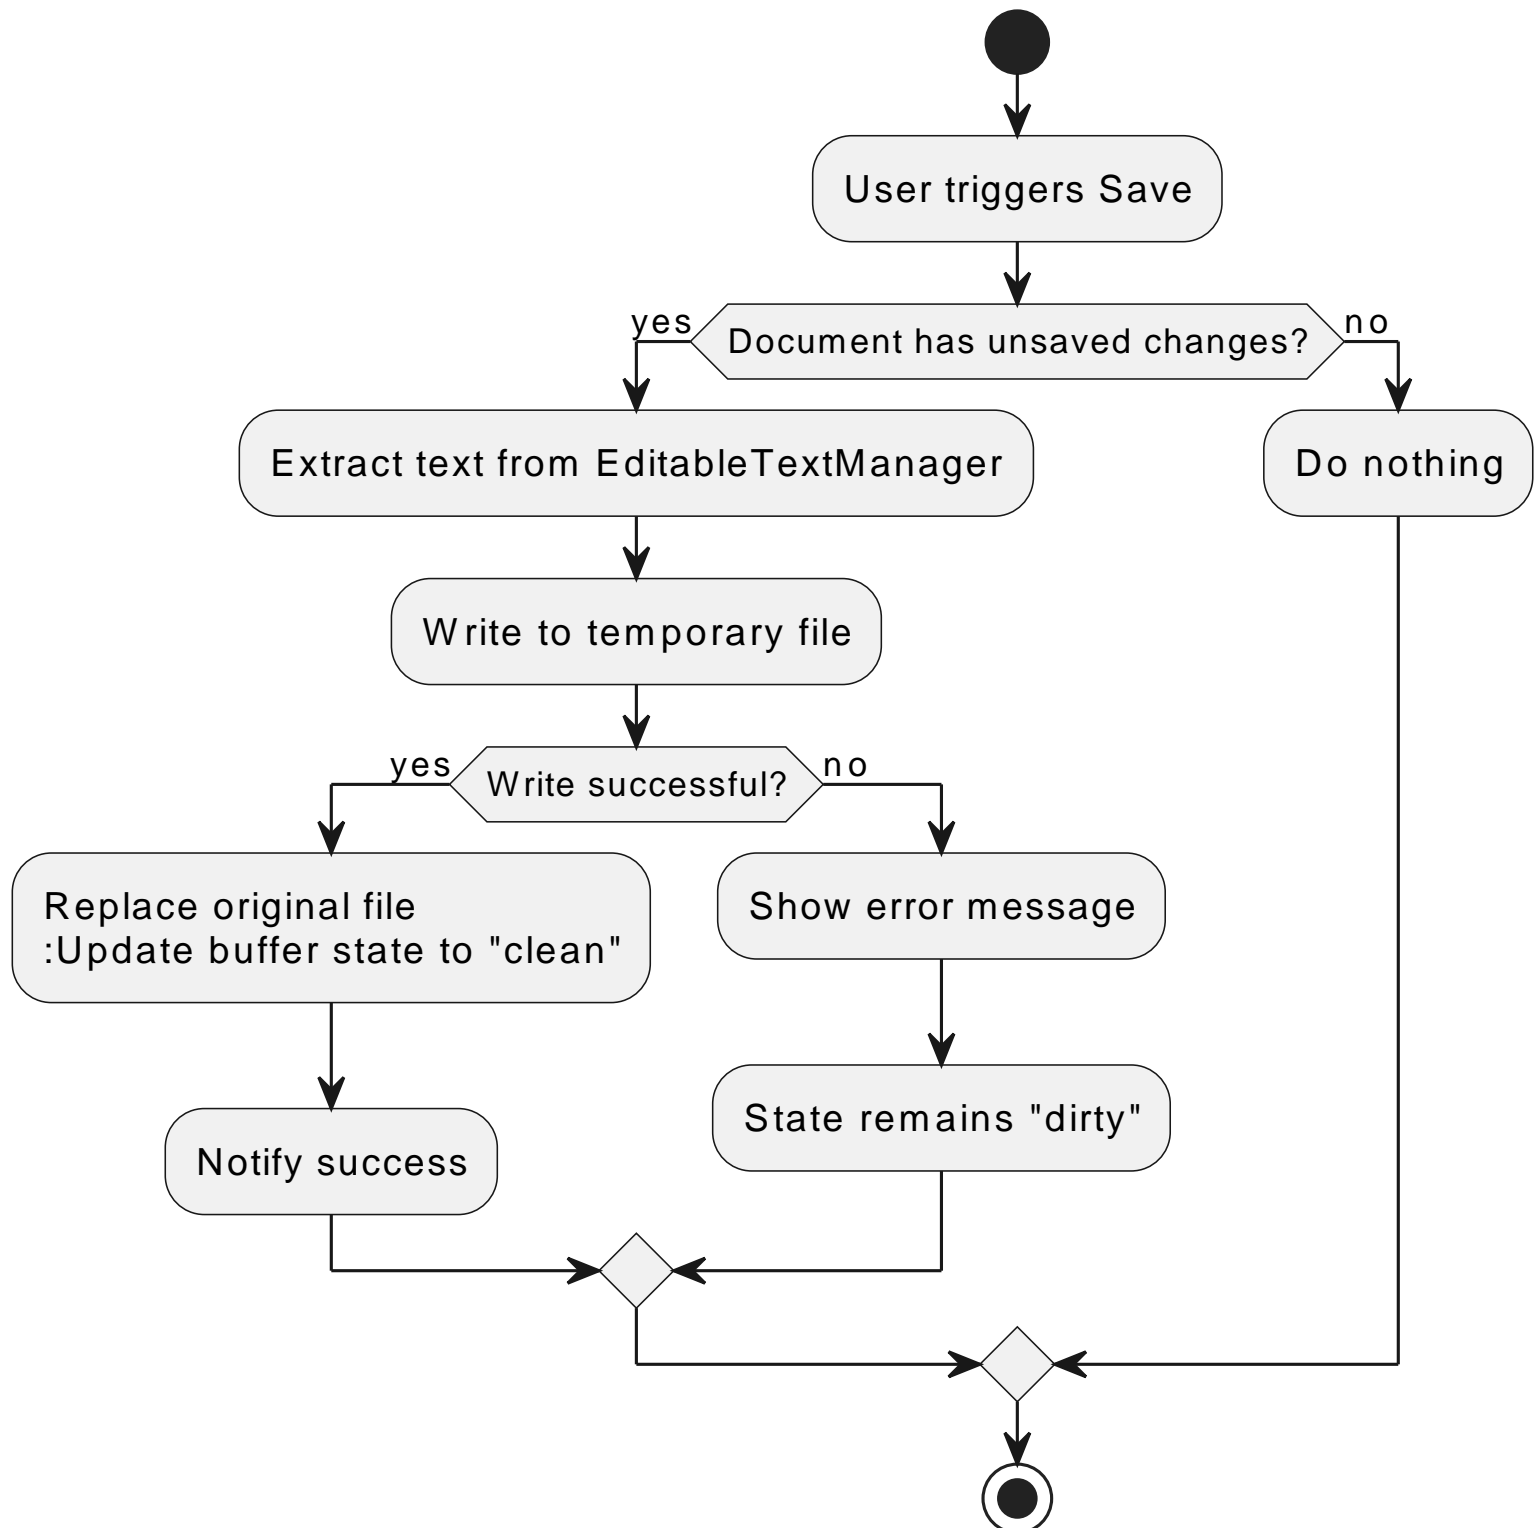 User triggers Save
yes
Document has unsaved changes?
no
Extract text from EditableTextManager
Do nothing
Write to temporary file
yes
Write successful?
no
Replace original file
:Update buffer state to "clean"
Show error message
State remains "dirty"
Notify success